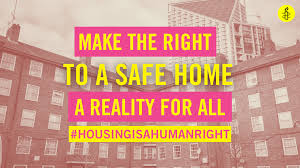 MAKE THE RIGHT
TO A SAFE HOME
A REALITY FOR ALL
#HOUSINGISAHUMANRIGHT